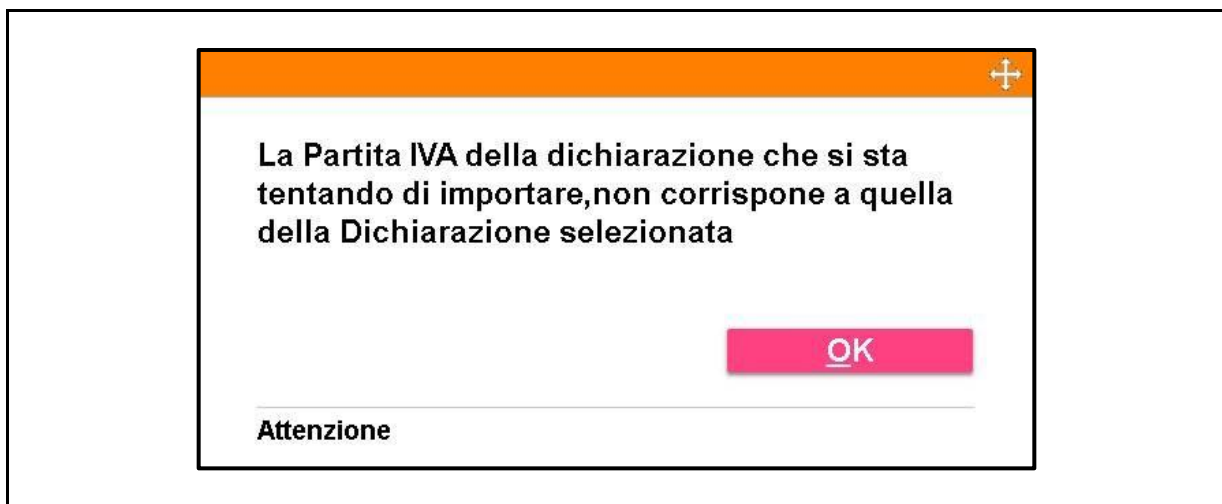 La Partita IVA della dichiarazione che si sta
tentando di importare,non corrispone a quella
della Dichiarazione selezionata
OK
Attenzione